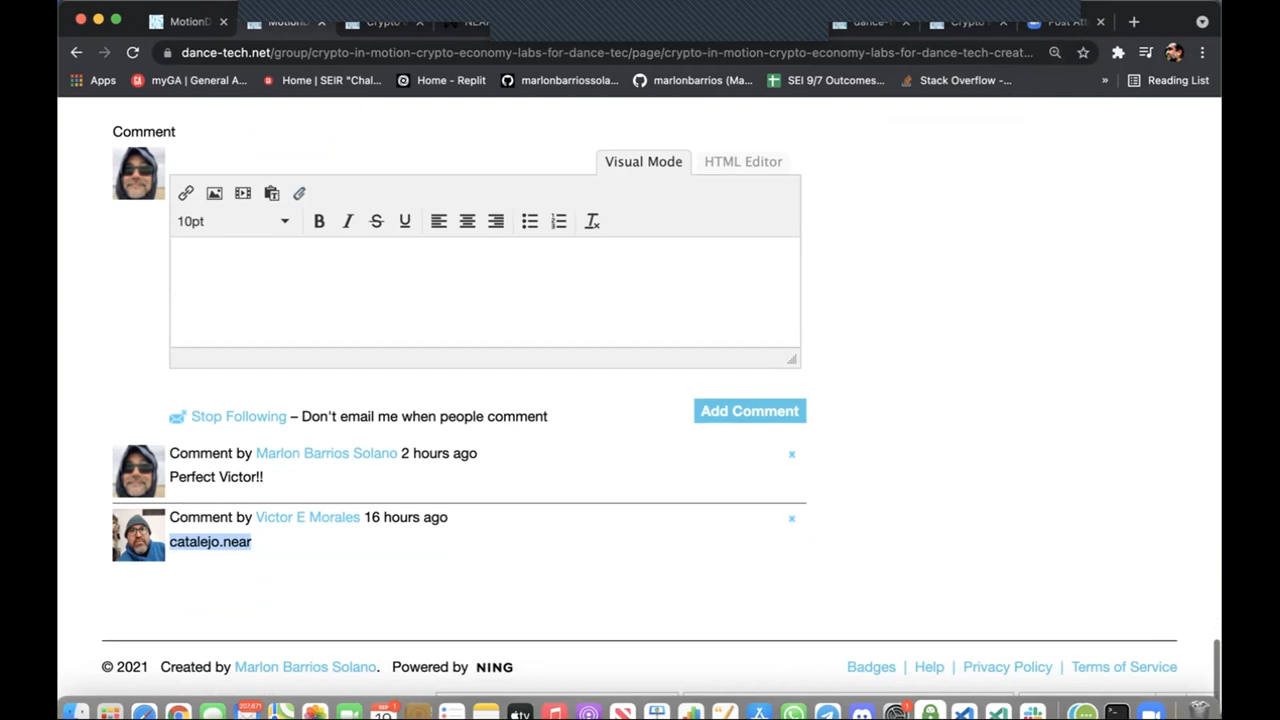 MotionD
dance-tech.net/group/crypto-in-motion-crypto-economy-labs-for-dance-tec/page/crypto-in-motion-crypto-economy-labs-for-dance-tech-creat...
Apps myGA | General A... Home | SEIR "Chal... Home - Replit marlonbarriossola... marlonbarrios (Ma... SEI 9/7 Outcomes... Stack Overflow –... » Reading List
Comment
Visual Mode HTML Editor
10pt B I S U
Stop Following – Don't email me when people comment
Add Comment
Comment by Marlon Barrios Solano 2 hours ago x
Perfect Victor!!
Comment by Victor E Morales 16 hours ago x
catalejo.near
© 2021 Created by Marlon Barrios Solano. Powered by NING
Badges | Help | Privacy Policy | Terms of Service